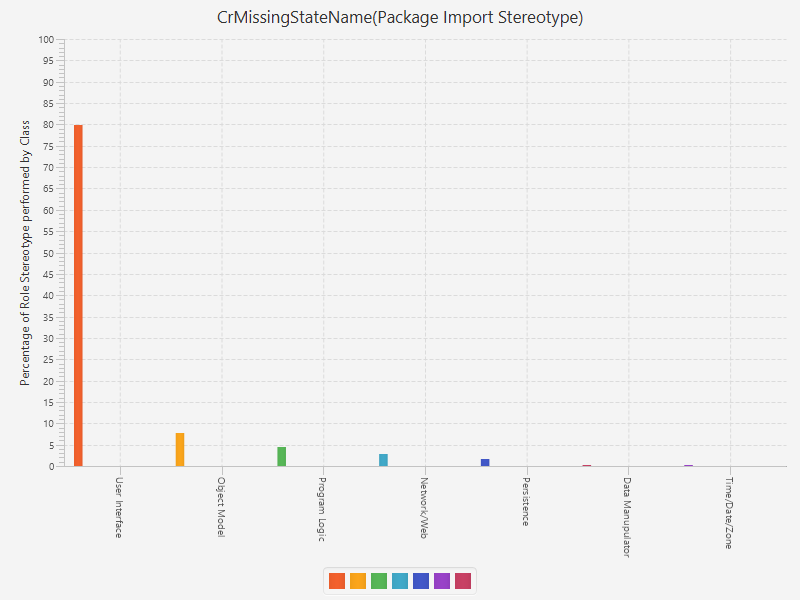 CrMissingStateName(Package Import Stereotype)
Percentage of Role Stereotype performed by Class
100
95
90
85
80
75
70
65
60
55
50
45
40
35
30
25
20
15
10
5
0
User Interface
Object Model
Program Logic
Network/Web
Persistence
Data Manupulator
Time/Date/Zone